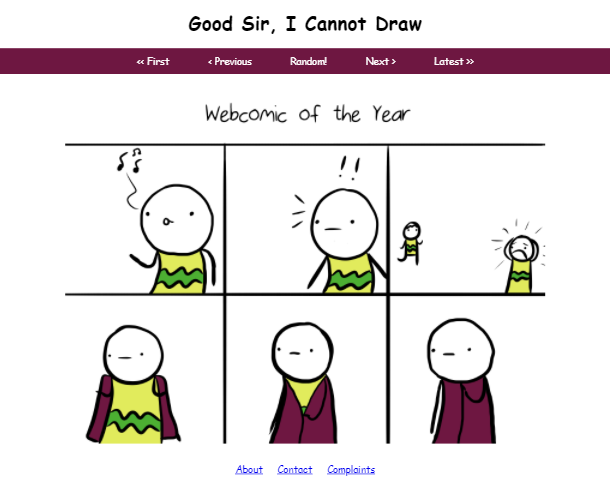 Good Sir, I Cannot Draw
<< First < Previous Random! Next > Latest >>
Webcomic of the Year
!!
About Contact Complaints